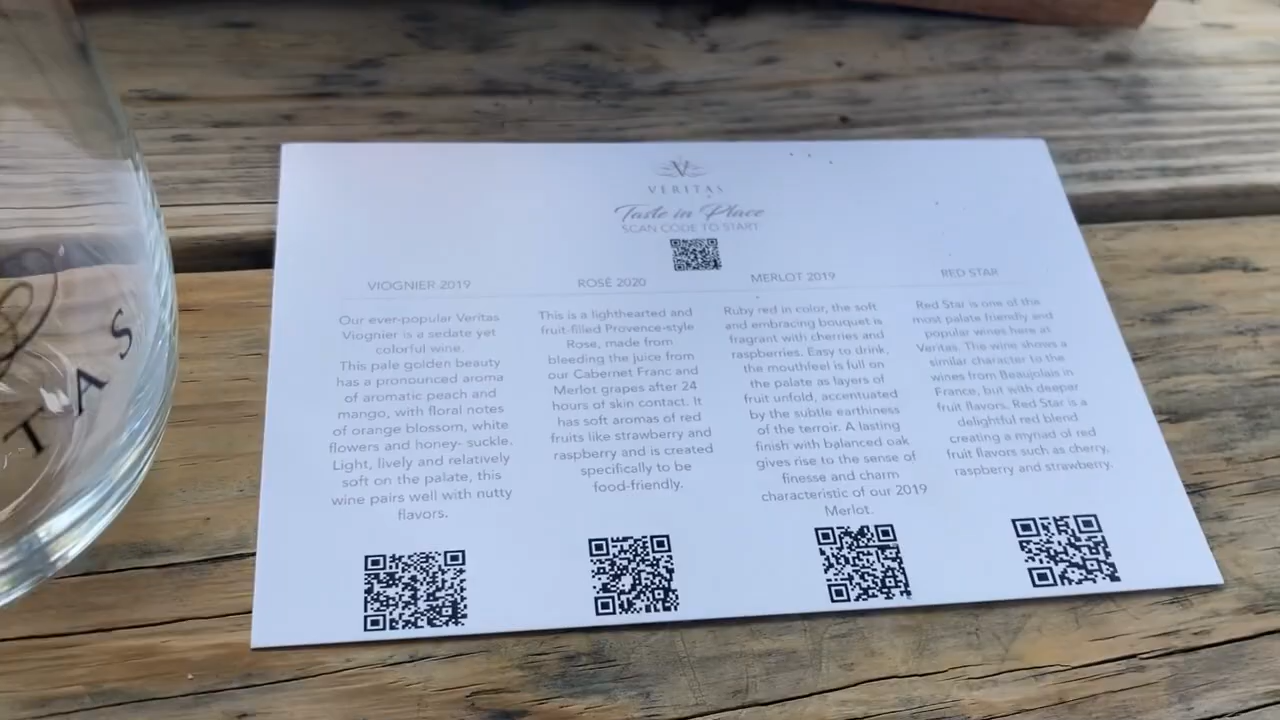 VERITAS
Taste in Place
SCAN CODE TO START
VIOGNIER 2019
Our ever-popular Veritas
Viognier is a sedate yet
colorful wine.
This pale golden beauty
has a pronounced aroma
of aromatic peach and
mango, with floral notes
of orange blossom, white
flowers and honey- suckle.
Light, lively and relatively
soft on the palate, this
wine pairs well with nutty
flavors.
ROSÉ 2020
This is a lighthearted and
fruit-filled Provence-style
Rose, made from
bleeding the juice from
our Cabernet Franc and
Merlot grapes after 24
hours of skin contact. It
has soft aromas of red
fruits like strawberry and
raspberry and is created
specifically to be
food-friendly.
MERLOT 2019
Ruby red in color, the soft
and embracing bouquet is
fragrant with cherries and
raspberries. Easy to drink,
the mouthfeel is full on
the palate as layers of
fruit unfold, accentuated
by the subtle earthiness
of the terroir. A lasting
finish with balanced oak
gives rise to the sense of
finesse and charm
characteristic of our 2019
Merlot.
RED STAR
Red Star is one of the
most palate friendly and
popular wines here at
Veritas. The wine shows a
similar character to the
wines from Beaujolais in
France, but with deeper
fruit flavors. Red Star is a
delightful red blend
creating a myriad of red
fruit flavors such as cherry,
raspberry and strawberry.
TAS